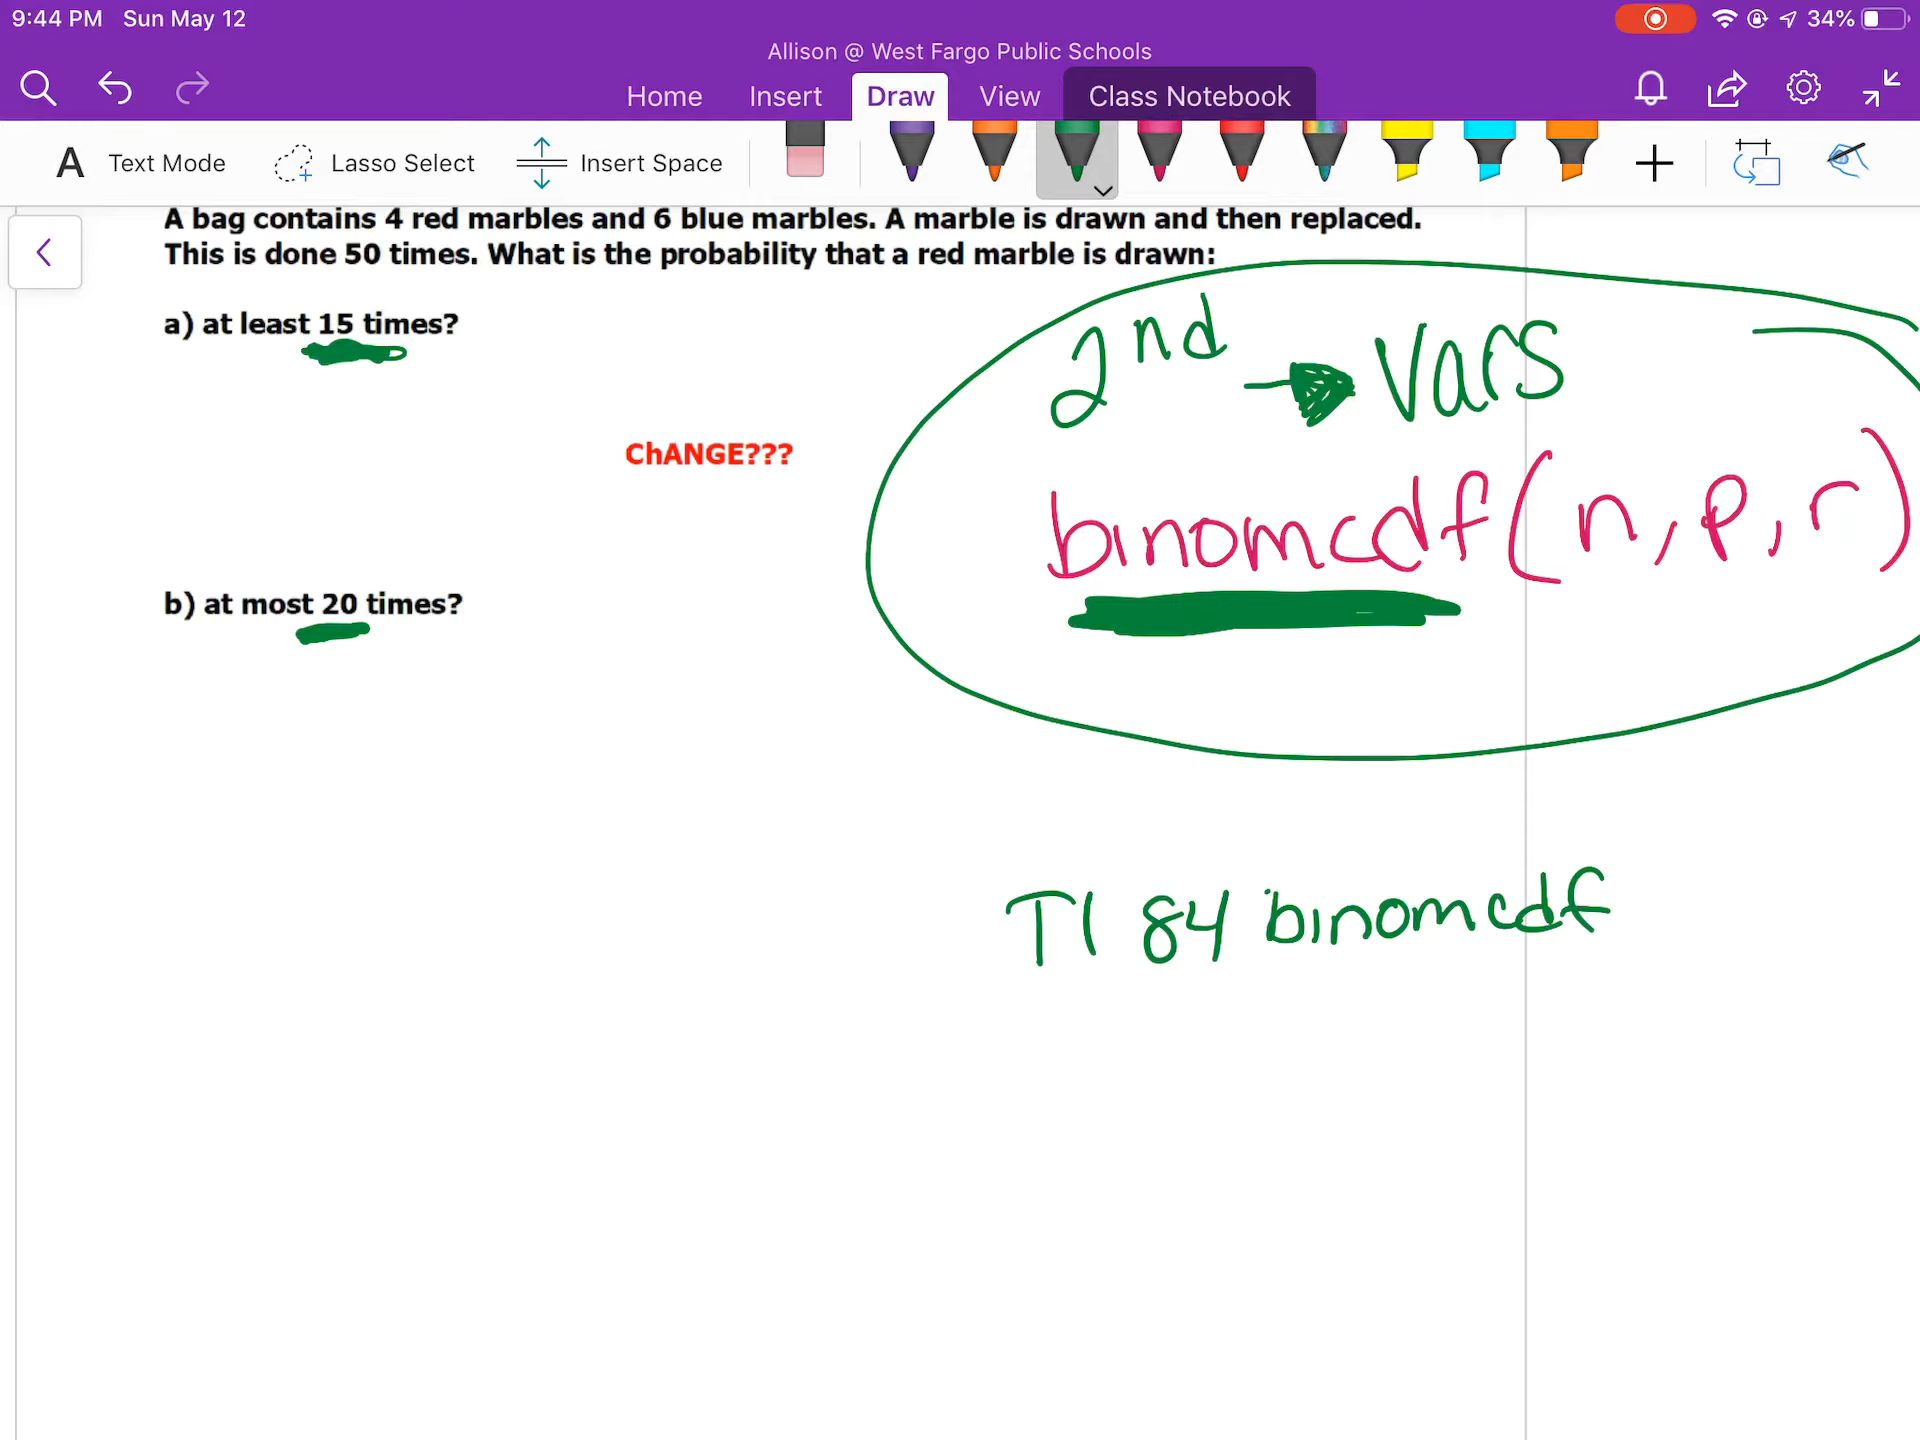 9:44 PM Sun May 12
34%
Allison @ West Fargo Public Schools
Home Insert Draw View Class Notebook
A Text Mode Lasso Select Insert Space
A bag contains 4 red marbles and 6 blue marbles. A marble is drawn and then replaced.
This is done 50 times. What is the probability that a red marble is drawn:
a) at least 15 times?
2nd → Vars
ChANGE???
binomcdf(n, p, r)
b) at most 20 times?
TI 84 binomcdf